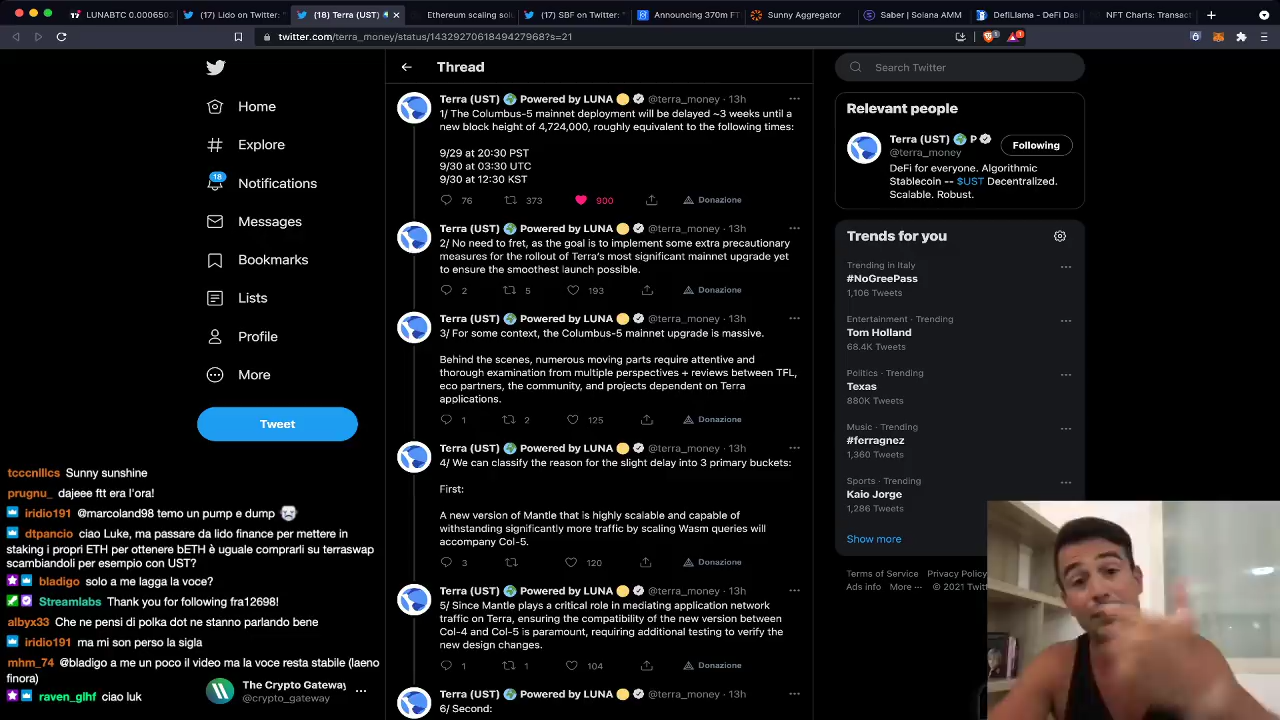 LUNABTC 0.0006502
(17) Lido on Twitter:
(18) Terra (UST)
Ethereum scaling solu
(17) SBF on Twitter:
Announcing 370m FT
Sunny Aggregator
Saber | Solana AMM
DefiLlama - DeFi Das
NFT Charts: Transact
twitter.com/terra_money/status/1432927061849427968?s=21
Home
Explore
18
Notifications
Messages
Bookmarks
Lists
Profile
More
Tweet
Thread
Terra (UST) 🌍 Powered by LUNA 🟡 @terra_money · 13h
1/ The Columbus-5 mainnet deployment will be delayed ~3 weeks until a
new block height of 4,724,000, roughly equivalent to the following times:
9/29 at 20:30 PST
9/30 at 03:30 UTC
9/30 at 12:30 KST
76 373 900 Donazione
Terra (UST) 🌍 Powered by LUNA 🟡 @terra_money · 13h
2/ No need to fret, as the goal is to implement some extra precautionary
measures for the rollout of Terra's most significant mainnet upgrade yet
to ensure the smoothest launch possible.
2 5 193 Donazione
Terra (UST) 🌍 Powered by LUNA 🟡 @terra_money · 13h
3/ For some context, the Columbus-5 mainnet upgrade is massive.
Behind the scenes, numerous moving parts require attentive and
thorough examination from multiple perspectives + reviews between TFL,
eco partners, the community, and projects dependent on Terra
applications.
1 2 125 Donazione
Terra (UST) 🌍 Powered by LUNA 🟡 @terra_money · 13h
4/ We can classify the reason for the slight delay into 3 primary buckets:
First:
A new version of Mantle that is highly scalable and capable of
withstanding significantly more traffic by scaling Wasm queries will
accompany Col-5.
3 120 Donazione
Terra (UST) 🌍 Powered by LUNA 🟡 @terra_money · 13h
5/ Since Mantle plays a critical role in mediating application network
traffic on Terra, ensuring the compatibility of the new version between
Col-4 and Col-5 is paramount, requiring additional testing to verify the
new design changes.
1 1 104 Donazione
Terra (UST) 🌍 Powered by LUNA 🟡 @terra_money · 13h
6/ Second:
Search Twitter
Relevant people
Terra (UST) 🌍 P
@terra_money
Following
DeFi for everyone. Algorithmic
Stablecoin -- $UST Decentralized.
Scalable. Robust.
Trends for you
Trending in Italy
#NoGreePass
1,106 Tweets
Entertainment · Trending
Tom Holland
68.4K Tweets
Politics · Trending
Texas
880K Tweets
Music · Trending
#ferragnez
1,360 Tweets
Sports · Trending
Kaio Jorge
1,286 Tweets
Show more
Terms of Service Privacy Policy
Ads info More ··· © 2021 Twitt
tcccnlllcs Sunny sunshine
prugnu_ dajeee ftt era l'ora!
iridio191 @marcoland98 temo un pump e dump
dtpancio ciao Luke, ma passare da lido finance per mettere in
staking i propri ETH per ottenere bETH è uguale comprarli su terraswap
scambiandoli per esempio con UST?
bladigo solo a me lagga la voce?
Streamlabs Thank you for following fra12698!
albyx33 Che ne pensi di polka dot ne stanno parlando bene
iridio191 ma mi son perso la sigla
mhm_74 @bladigo a me un poco il video ma la voce resta stabile (laeno
finora)
raven_glhf ciao luk
The Crypto Gateway
@crypto_gateway